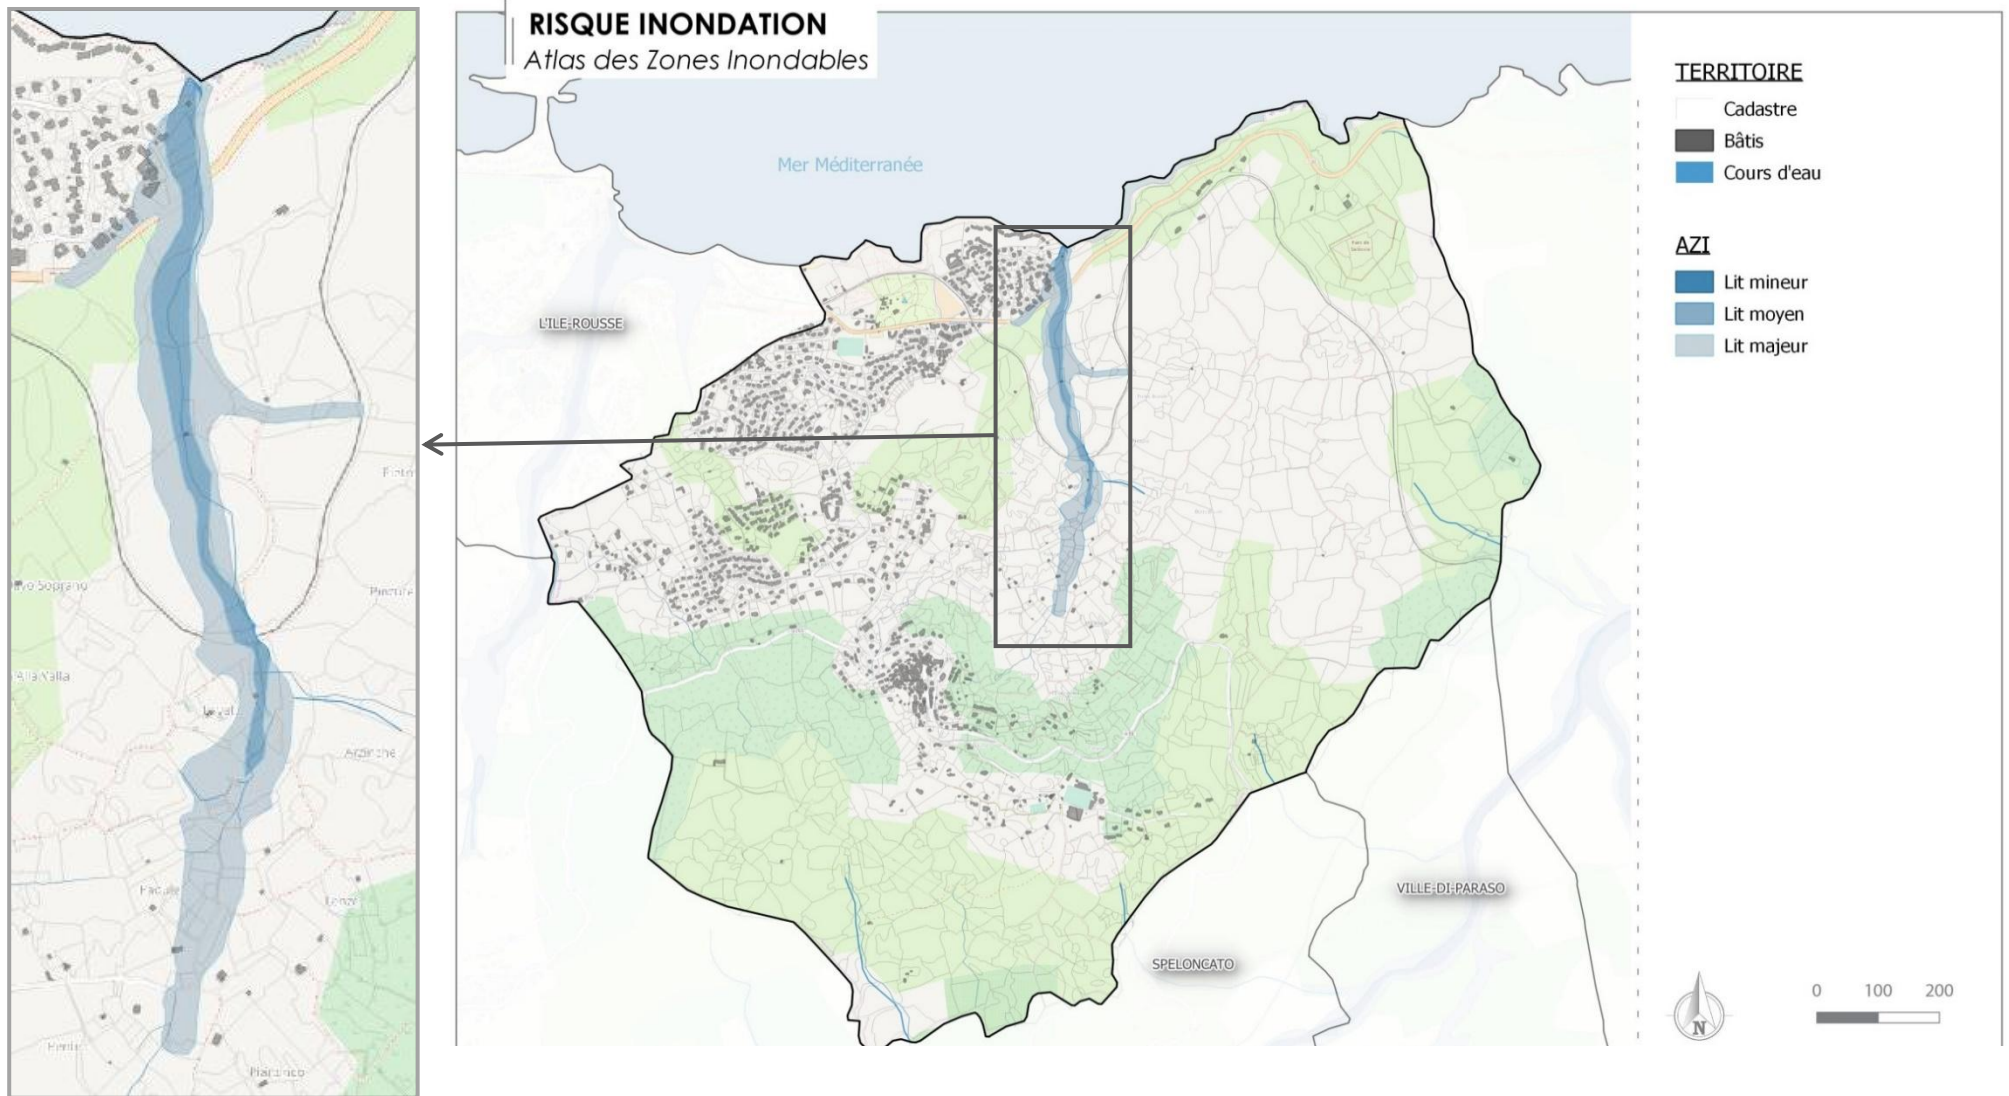 RISQUE INONDATION
Atlas des Zones Inondables
Mer Méditerranée
L'ILE-ROUSSE
VILLE-DI-PARASO
SPELONCATO
TERRITOIRE
Cadastre
Bâtis
Cours d'eau
AZI
Lit mineur
Lit moyen
Lit majeur
N
0 100 200
Soprano